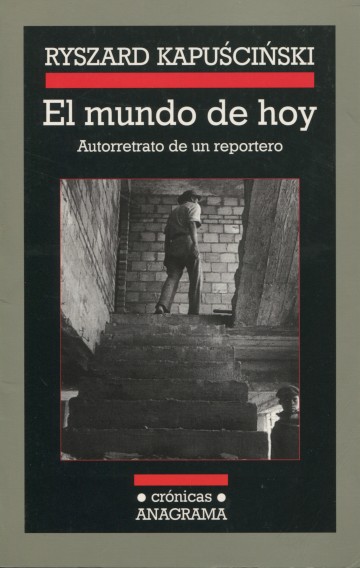 RYSZARD KAPUŚCIŃSKI
El mundo de hoy
Autorretrato de un reportero
crónicas
ANAGRAMA